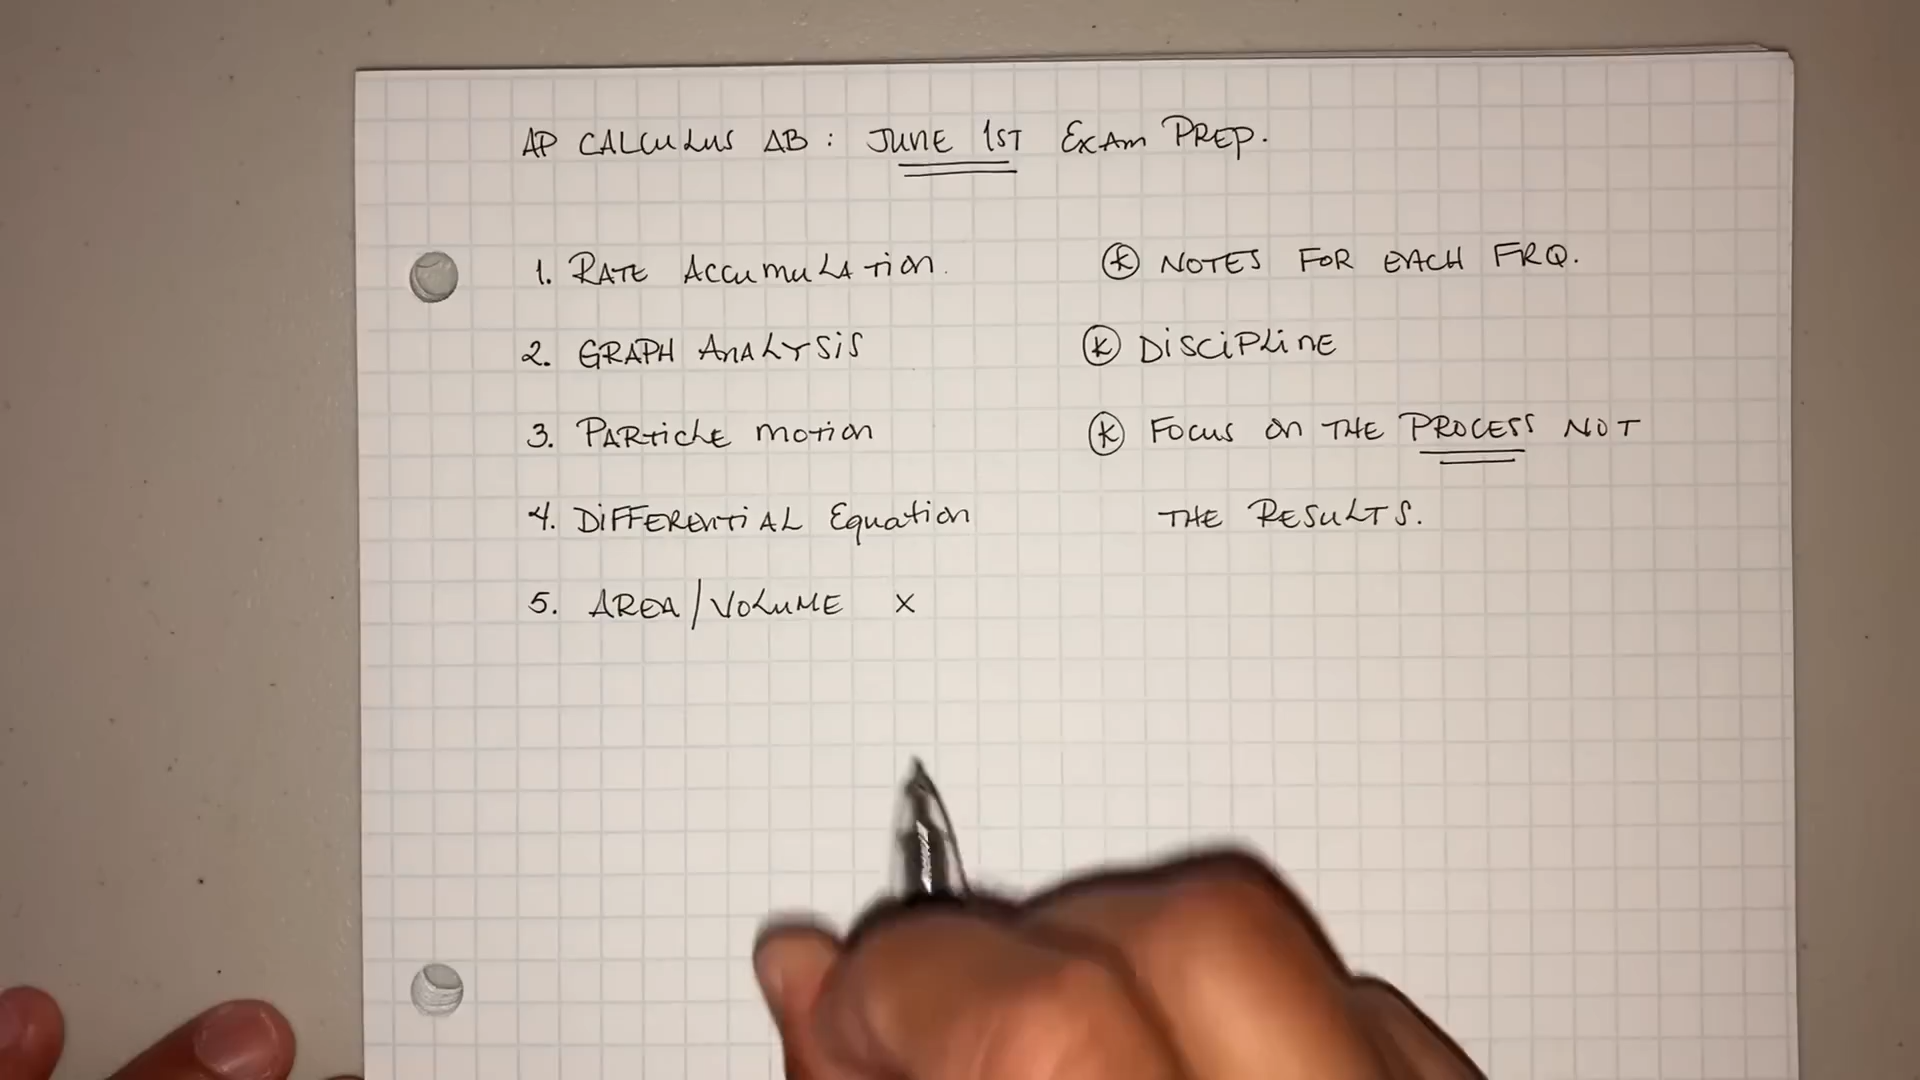 AP CALCULUS AB: JUNE 1ST EXAM PREP.
1. RATE ACCUMULATION.
2. GRAPH ANALYSIS
3. PARTICLE MOTION
4. DIFFERENTIAL Equation
5. AREA/VOLUME X
Ⓚ NOTES FOR EACH FRQ.
Ⓚ DISCIPLINE
Ⓚ FOCUS ON THE PROCESS NOT
THE RESULTS.